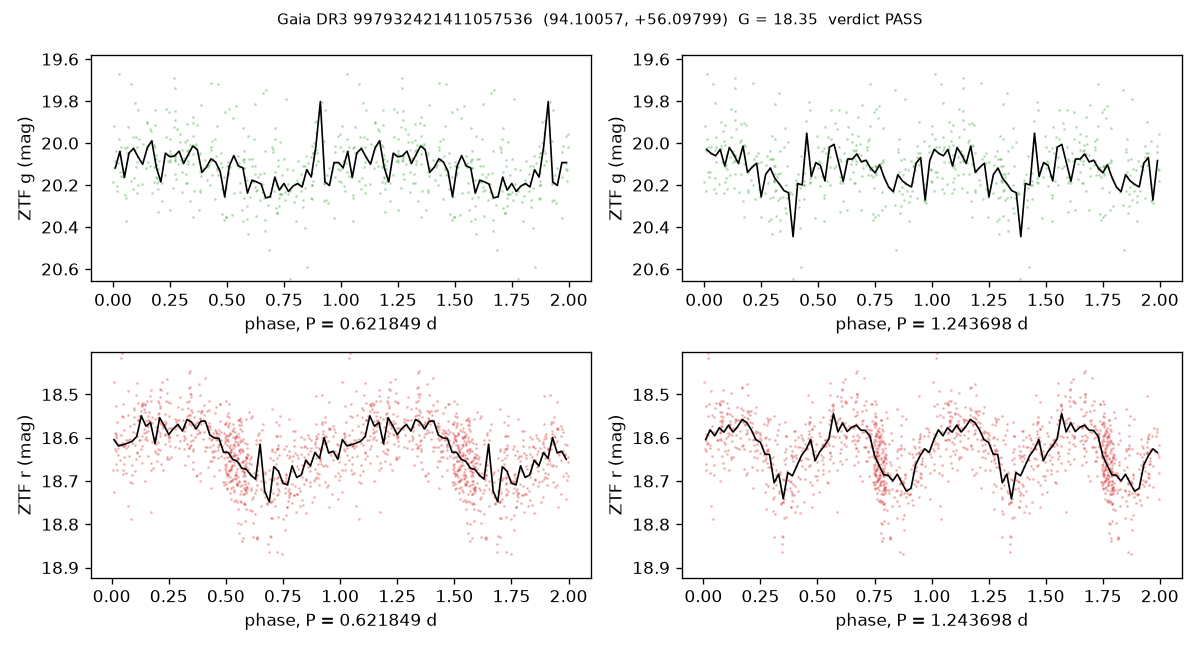 Gaia DR3 997932421411057536  (94.10057, +56.09799)  G = 18.35  verdict PASS
ZTF g (mag)
19.6
19.8
20.0
20.2
20.4
20.6
0.00 0.25 0.50 0.75 1.00 1.25 1.50 1.75 2.00
phase, P = 0.621849 d
ZTF g (mag)
19.6
19.8
20.0
20.2
20.4
20.6
0.00 0.25 0.50 0.75 1.00 1.25 1.50 1.75 2.00
phase, P = 1.243698 d
ZTF r (mag)
18.5
18.6
18.7
18.8
18.9
0.00 0.25 0.50 0.75 1.00 1.25 1.50 1.75 2.00
phase, P = 0.621849 d
ZTF r (mag)
18.5
18.6
18.7
18.8
18.9
0.00 0.25 0.50 0.75 1.00 1.25 1.50 1.75 2.00
phase, P = 1.243698 d